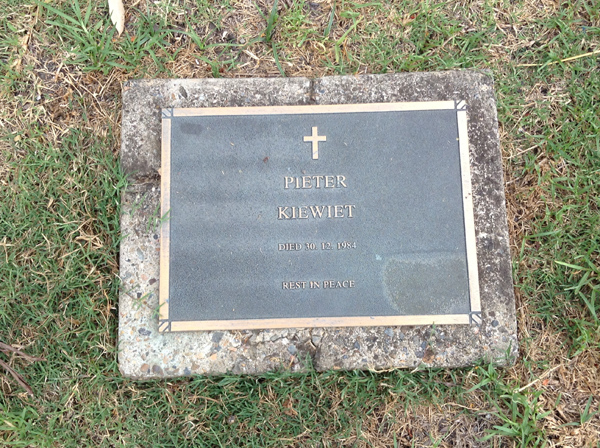 PIETER
KIEWIET
DIED 30. 12. 1984
REST IN PEACE